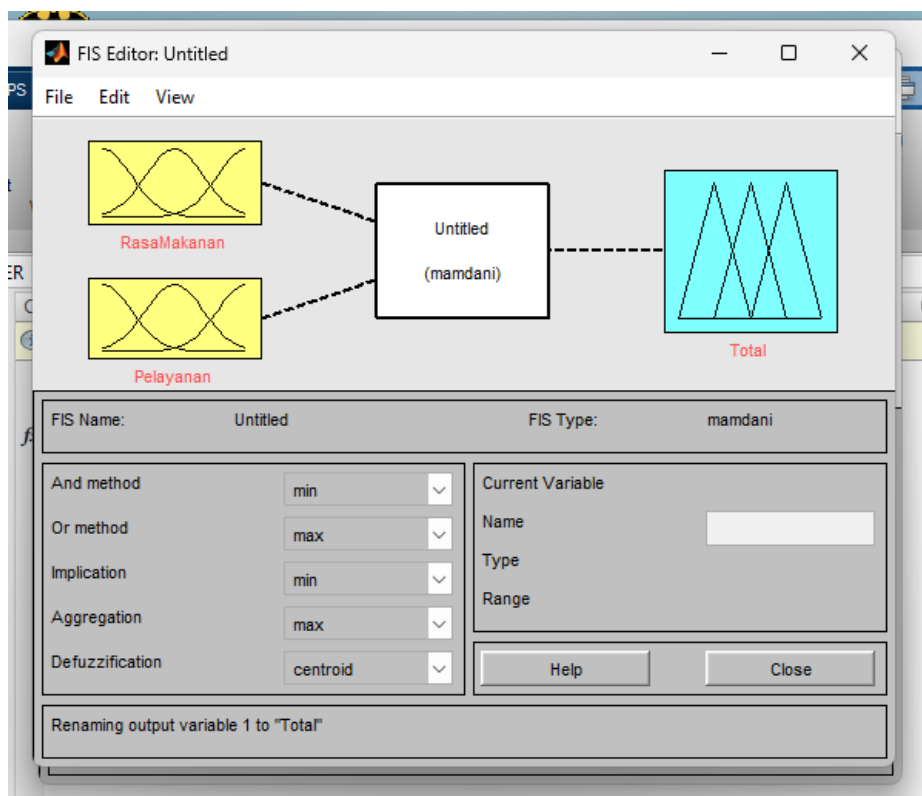 FIS Editor: Untitled
PS
File Edit View
RasaMakanan
Untitled
(mamdani)
Total
ER
Pelayanan
FIS Name: Untitled FIS Type: mamdani
And method min
Or method max
Implication min
Aggregation max
Defuzzification centroid
Current Variable
Name
Type
Range
Help Close
Renaming output variable 1 to "Total"